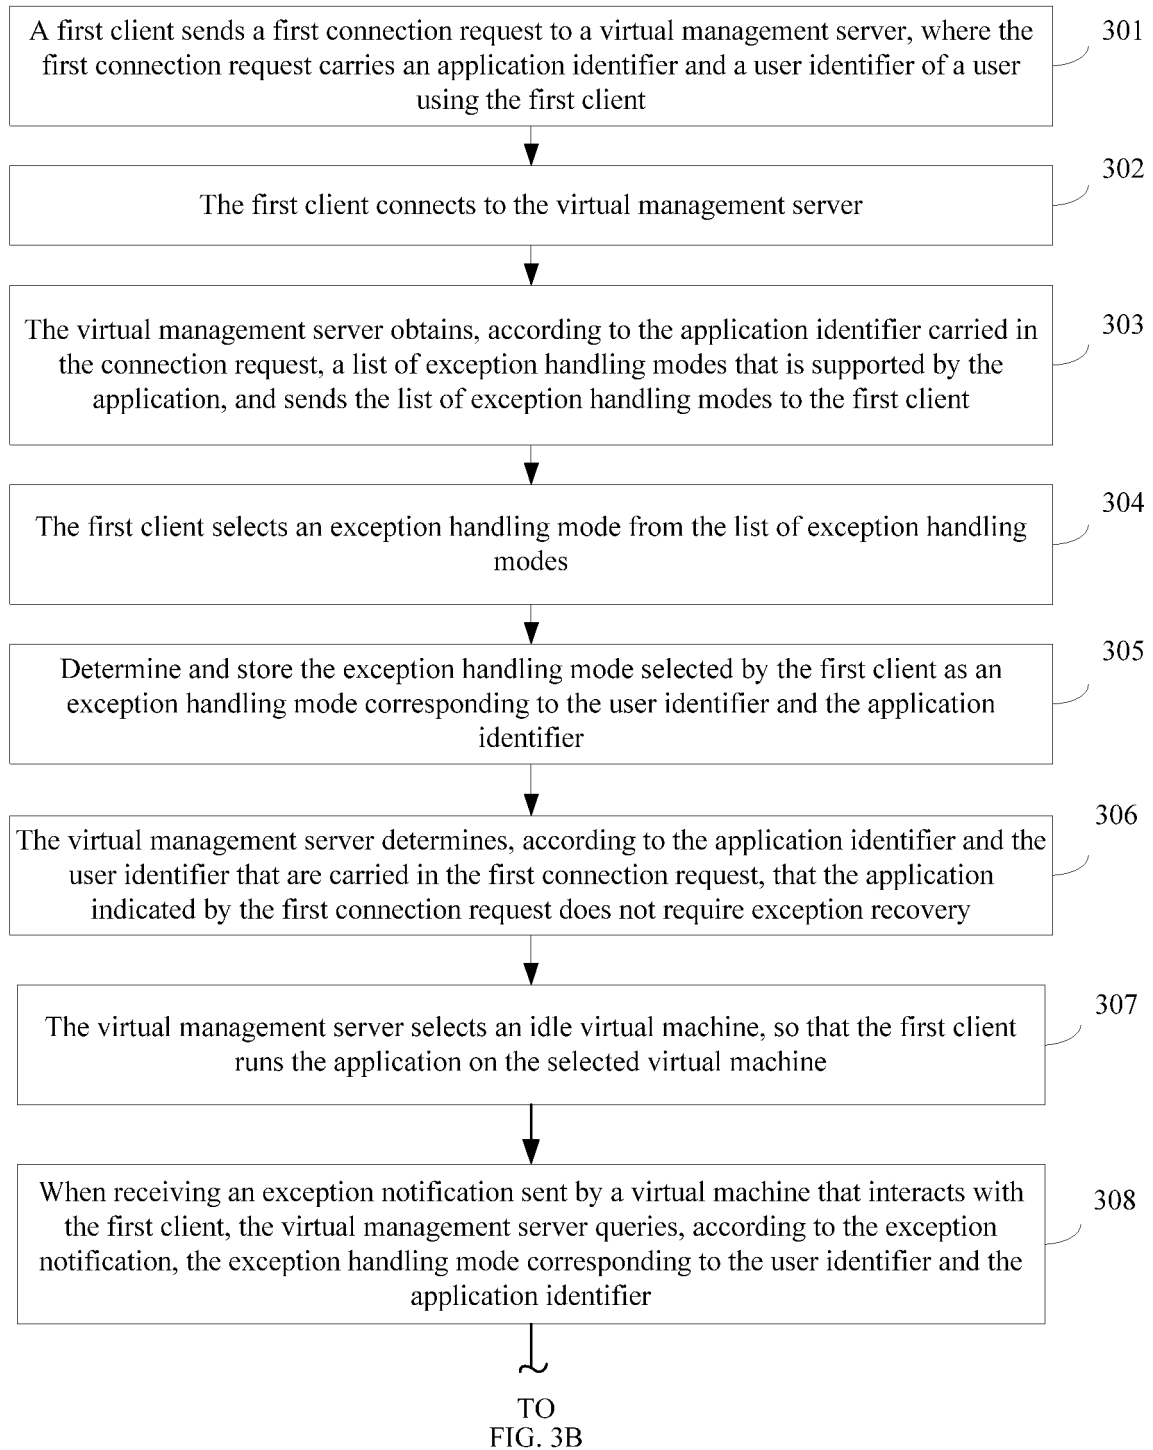 A first client sends a first connection request to a virtual management server, where the
first connection request carries an application identifier and a user identifier of a user
using the first client
301
The first client connects to the virtual management server
302
The virtual management server obtains, according to the application identifier carried in
the connection request, a list of exception handling modes that is supported by the
application, and sends the list of exception handling modes to the first client
303
The first client selects an exception handling mode from the list of exception handling
modes
304
Determine and store the exception handling mode selected by the first client as an
exception handling mode corresponding to the user identifier and the application
identifier
305
The virtual management server determines, according to the application identifier and the
user identifier that are carried in the first connection request, that the application
indicated by the first connection request does not require exception recovery
306
The virtual management server selects an idle virtual machine, so that the first client
runs the application on the selected virtual machine
307
When receiving an exception notification sent by a virtual machine that interacts with
the first client, the virtual management server queries, according to the exception
notification, the exception handling mode corresponding to the user identifier and the
application identifier
308
TO
FIG. 3B